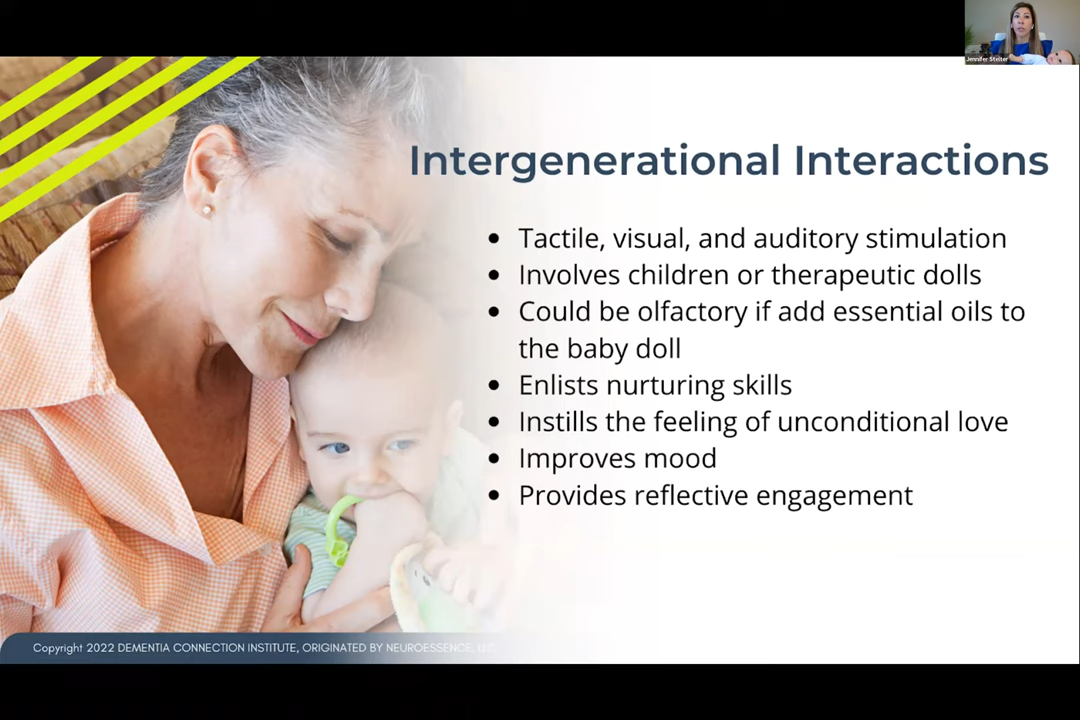 Jennifer Stelter
Intergenerational Interactions
• Tactile, visual, and auditory stimulation
• Involves children or therapeutic dolls
• Could be olfactory if add essential oils to
the baby doll
• Enlists nurturing skills
• Instills the feeling of unconditional love
• Improves mood
• Provides reflective engagement
Copyright 2022 DEMENTIA CONNECTION INSTITUTE, ORIGINATED BY NEUROESSENCE, LLC